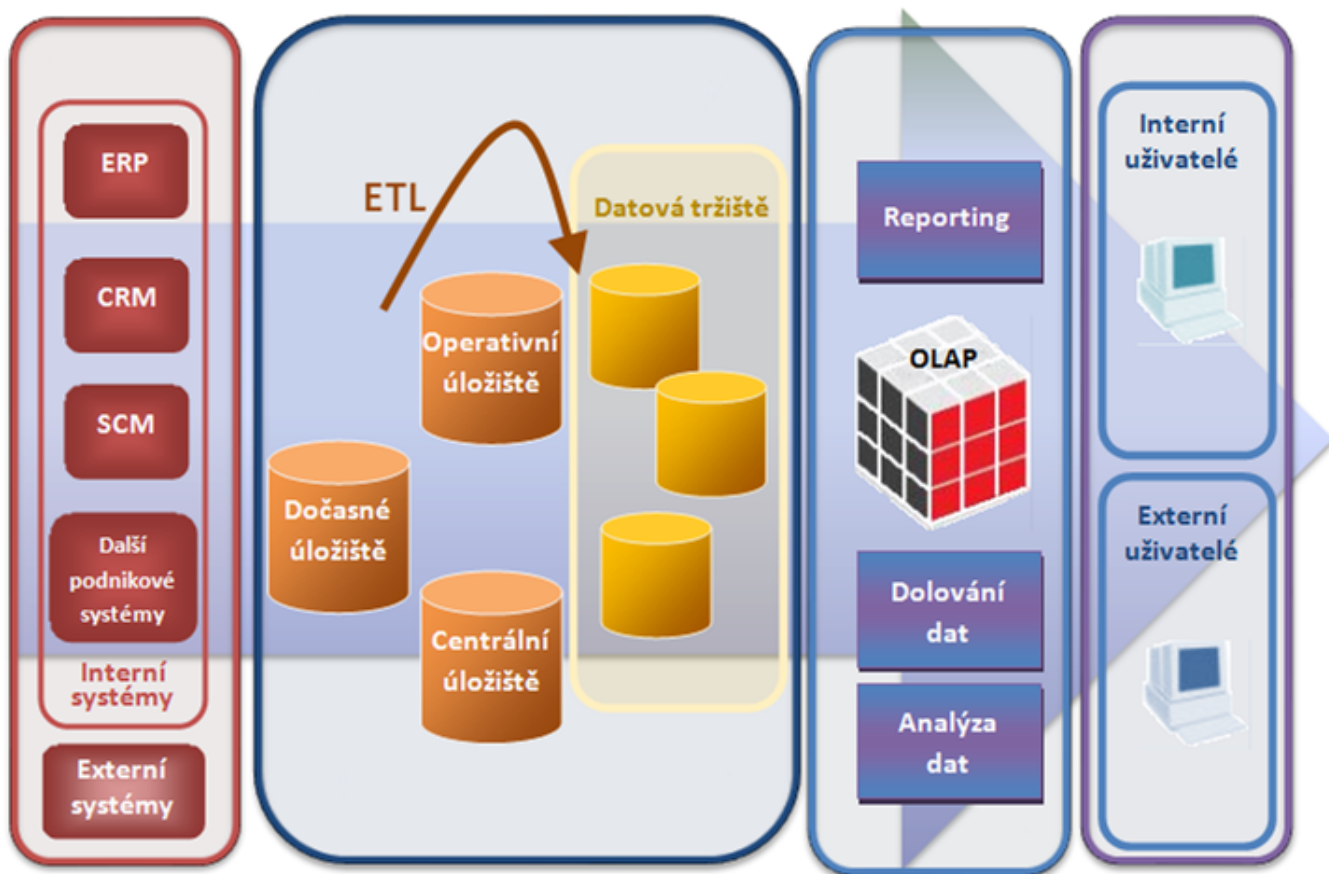 ERP
CRM
SCM
Další
podnikové
systémy
Interní
systémy
Externí
systémy
ETL
Datová tržiště
Operativní
úložiště
Dočasné
úložiště
Centrální
úložiště
Reporting
OLAP
Dolování
dat
Analýza
dat
Interní
uživatelé
Externí
uživatelé